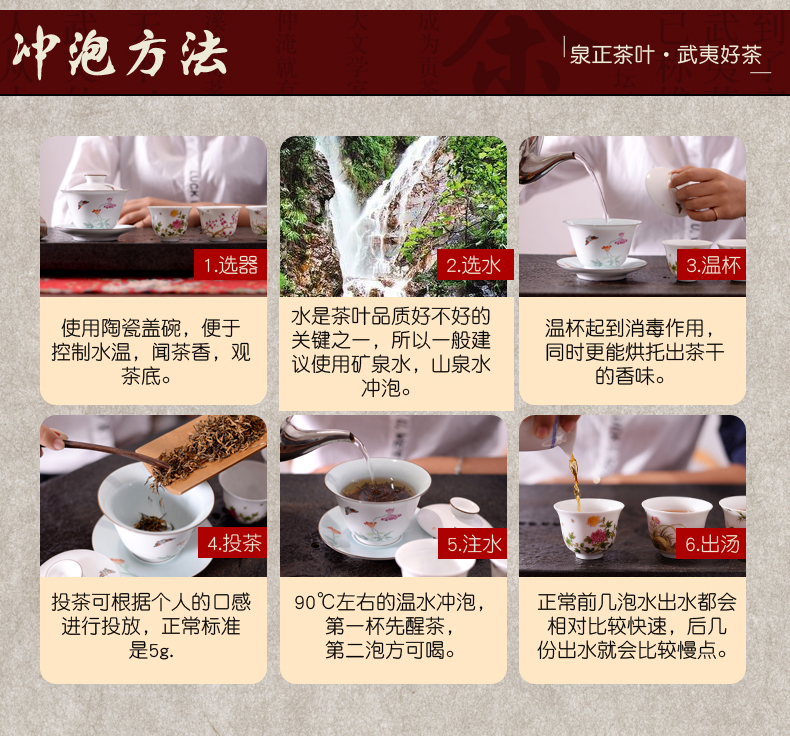 冲泡方法
泉正茶叶·武夷好茶
1.选器
使用陶瓷盖碗，便于
控制水温，闻茶香，观
茶底。
2.选水
水是茶叶品质好不好的
关键之一，所以一般建
议使用矿泉水，山泉水
冲泡。
3.温杯
温杯起到消毒作用，
同时更能烘托出茶干
的香味。
4.投茶
投茶可根据个人的口感
进行投放，正常标准
是5g.
5.注水
90℃左右的温水冲泡，
第一杯先醒茶，
第二泡方可喝。
6.出汤
正常前几泡水出水都会
相对比较快速，后几
份出水就会比较慢点。